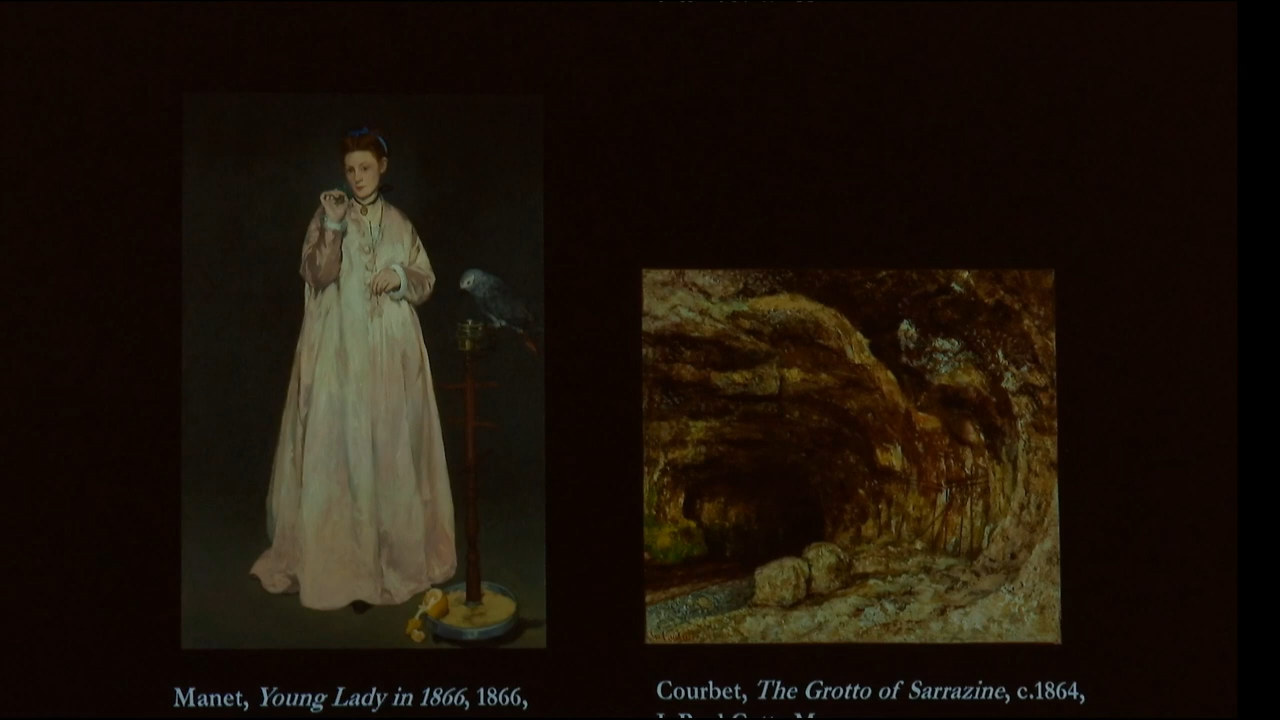 Manet, Young Lady in 1866, 1866,
Courbet, The Grotto of Sarrazine, c.1864,